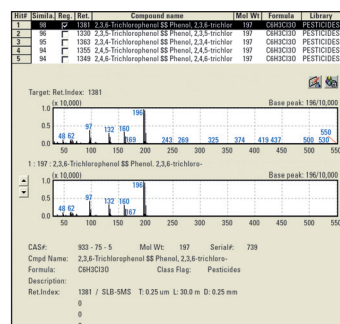 Hit# Simila. Reg. Ret. Compound name Mol Wt Formula Library
1 98 1381 2,3,6-Trichlorophenol $$ Phenol, 2,3,6-trichlor 197 C6H3Cl3O PESTICIDES
2 96 1330 2,3,5-Trichlorophenol $$ Phenol, 2,3,5-trichlor 197 C6H3Cl3O PESTICIDES
3 95 1363 2,4,6-Trichlorophenol $$ Phenol, 2,4,6-trichlor 197 C6H3Cl3O PESTICIDES
4 94 1355 2,4,5-Trichlorophenol $$ Phenol, 2,4,5-trichlor 197 C6H3Cl3O PESTICIDES
5 94 1349 2,4,6-Trichlorophenol $$ Phenol, 2,4,6-trichlor 197 C6H3Cl3O PESTICIDES
Target: Ret.Index: 1381
(x 10,000) Base peak: 196/10,000
1.0
0.5
0.0
48 62 97 132 160 169 196 243 269 325 374 419 437 500 530 550
50 100 150 200 250 300 350 400 450 500 550
1 : 197 : 2,3,6-Trichlorophenol $$ Phenol. 2,3,6-trichloro-
(x 10,000) Base peak: 196/10,000
1.0
0.5
0.0
48 62 97 132 160 167 196
50 100 150 200 250 300 350 400 450 500 550
CAS#: 933 - 75 - 5 Mol Wt: 197 Serial#: 739
Cmpd Name: 2,3,6-Trichlorophenol $$ Phenol, 2,3,6-trichloro-
Formula: C6H3Cl3O Class Flag: Pesticides
Description:
Ret.Index: 1381 / SLB-5MS T: 0.25 um L: 30.0 m D: 0.25 mm
0
0